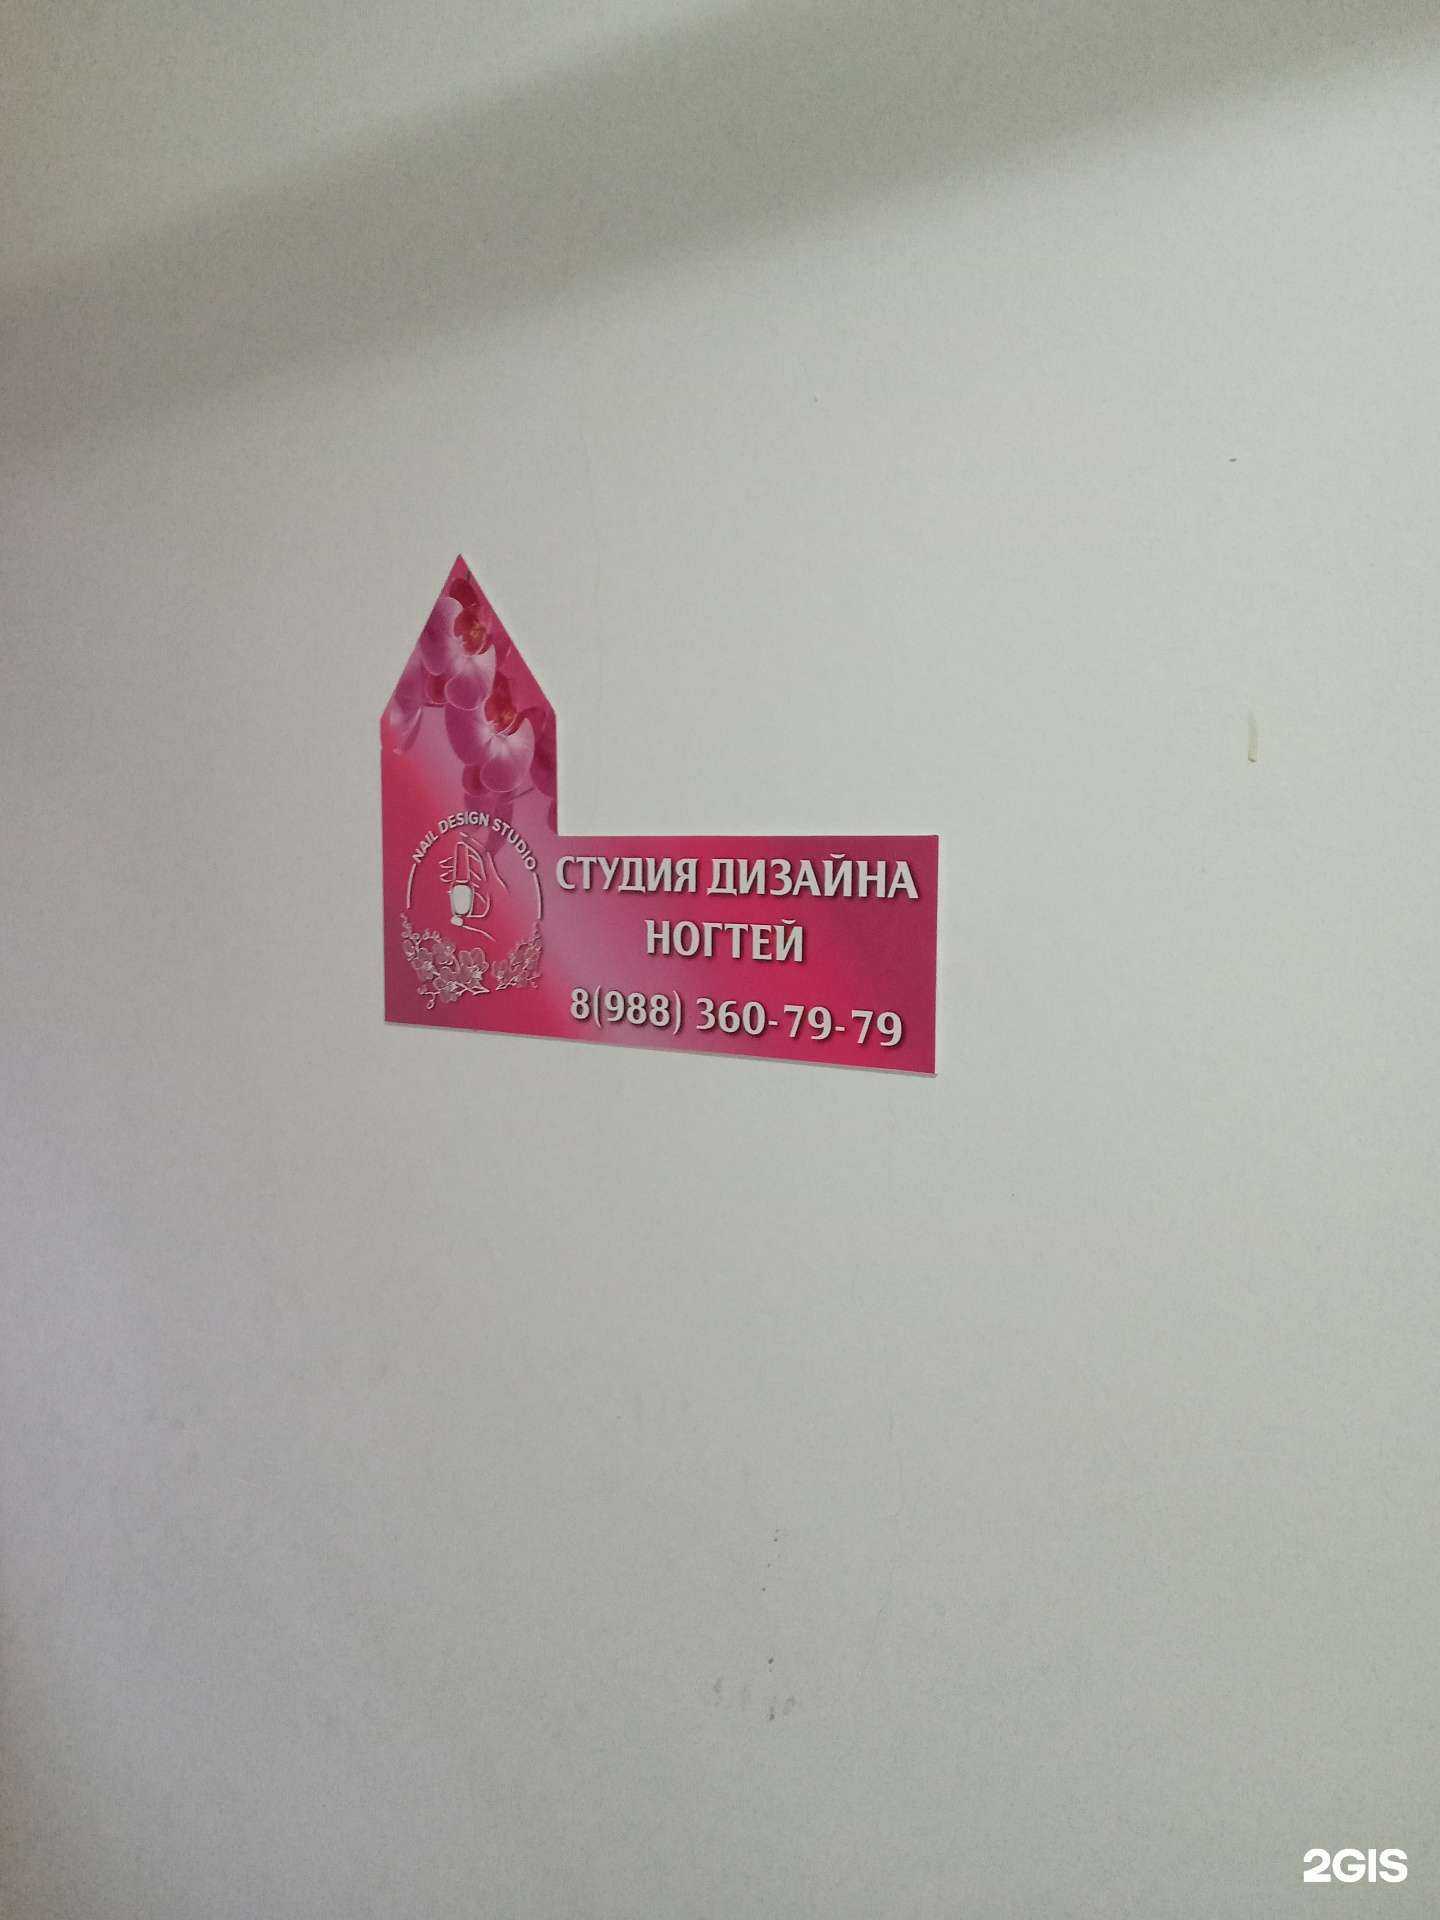 NAIL DESIGN STUDIO
СТУДИЯ ДИЗАЙНА
НОГТЕЙ
8(988) 360-79-79
2GIS